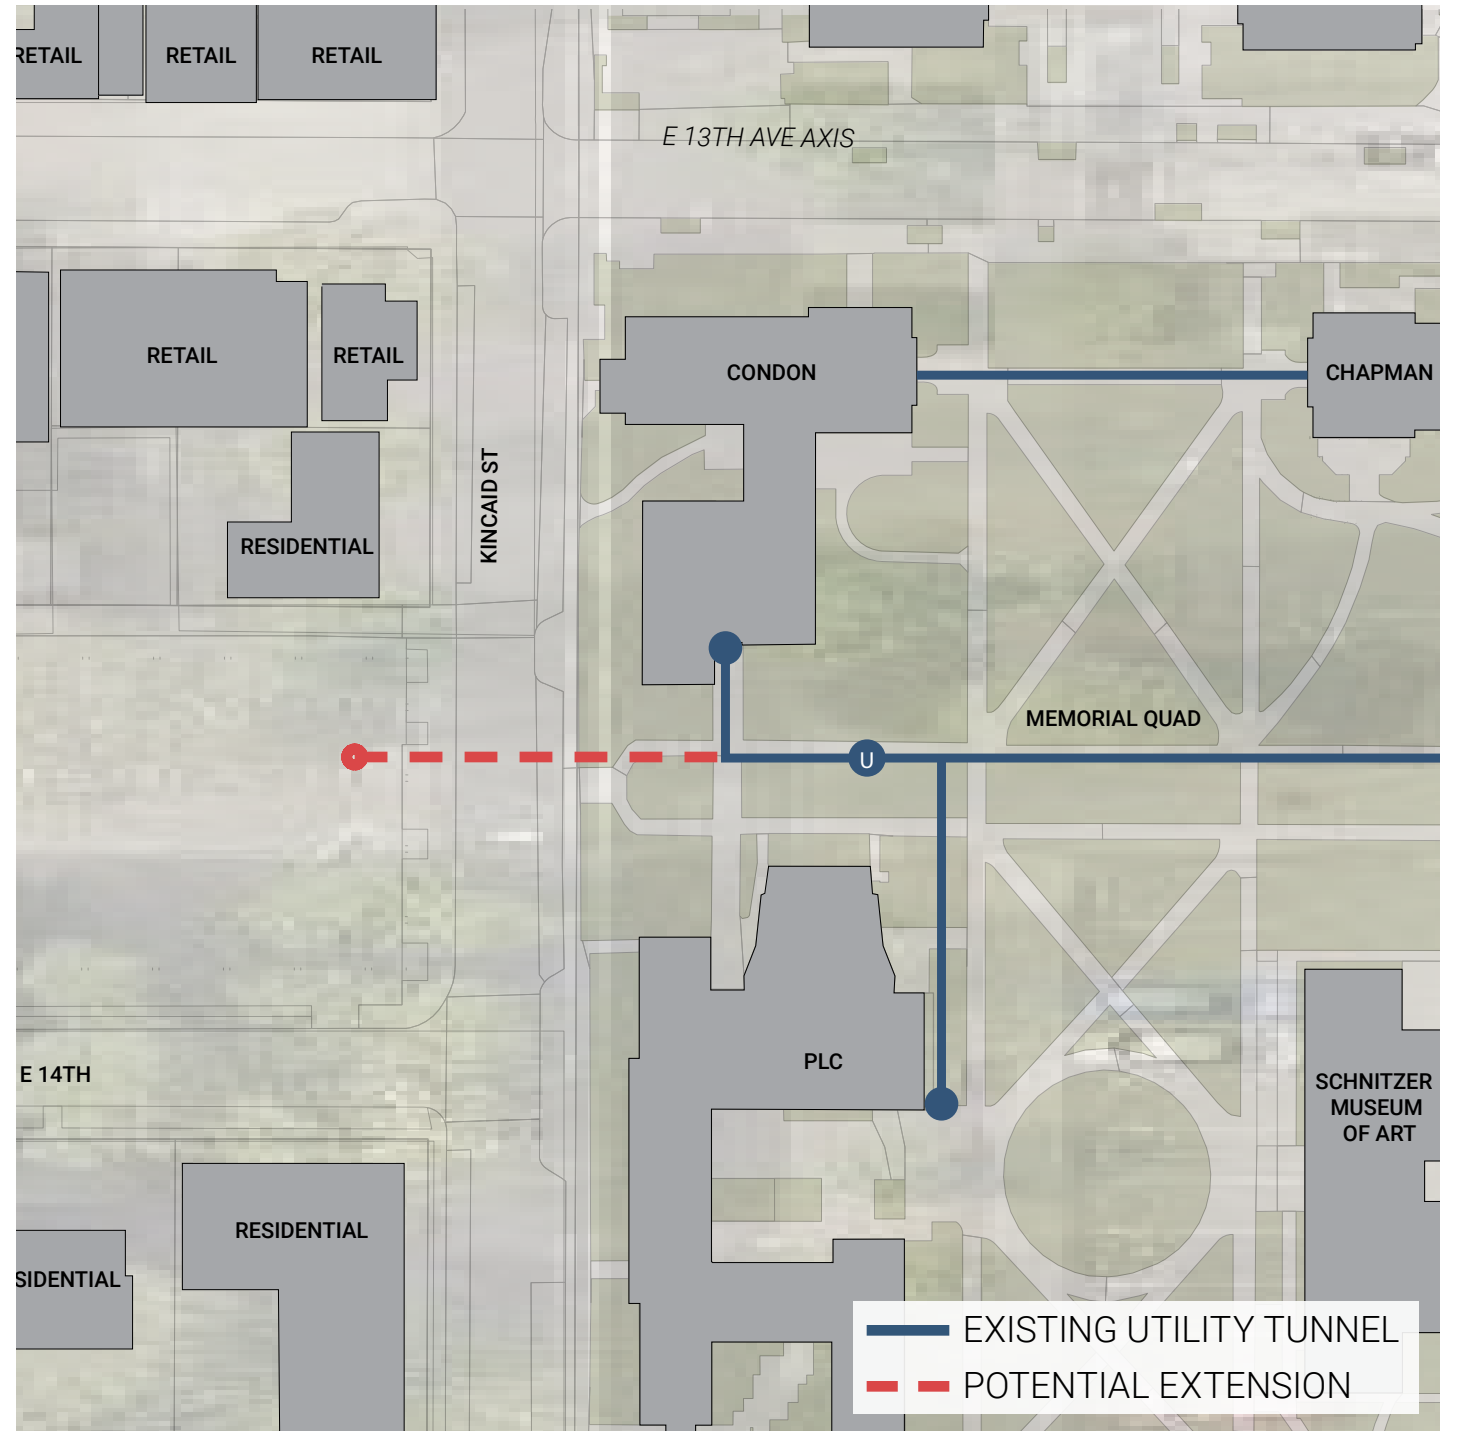 RETAIL
RETAIL
RETAIL
E 13TH AVE AXIS
RETAIL
RETAIL
CONDON
CHAPMAN
KINCAID ST
RESIDENTIAL
MEMORIAL QUAD
U
E 14TH
PLC
SCHNITZER
MUSEUM
OF ART
RESIDENTIAL
SIDENTIAL
EXISTING UTILITY TUNNEL
POTENTIAL EXTENSION